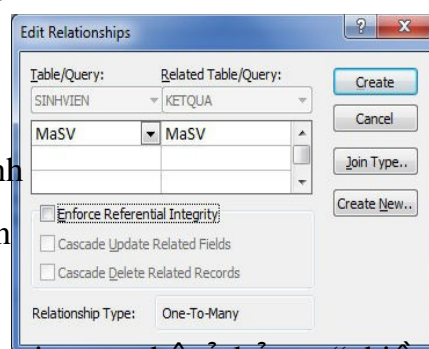 Edit Relationships
Table/Query: Related Table/Query:
SINHVIEN KETQUA
MaSV MaSV
Enforce Referential Integrity
Cascade Update Related Fields
Cascade Delete Related Records
Relationship Type: One-To-Many
Create
Cancel
Join Type..
Create New..